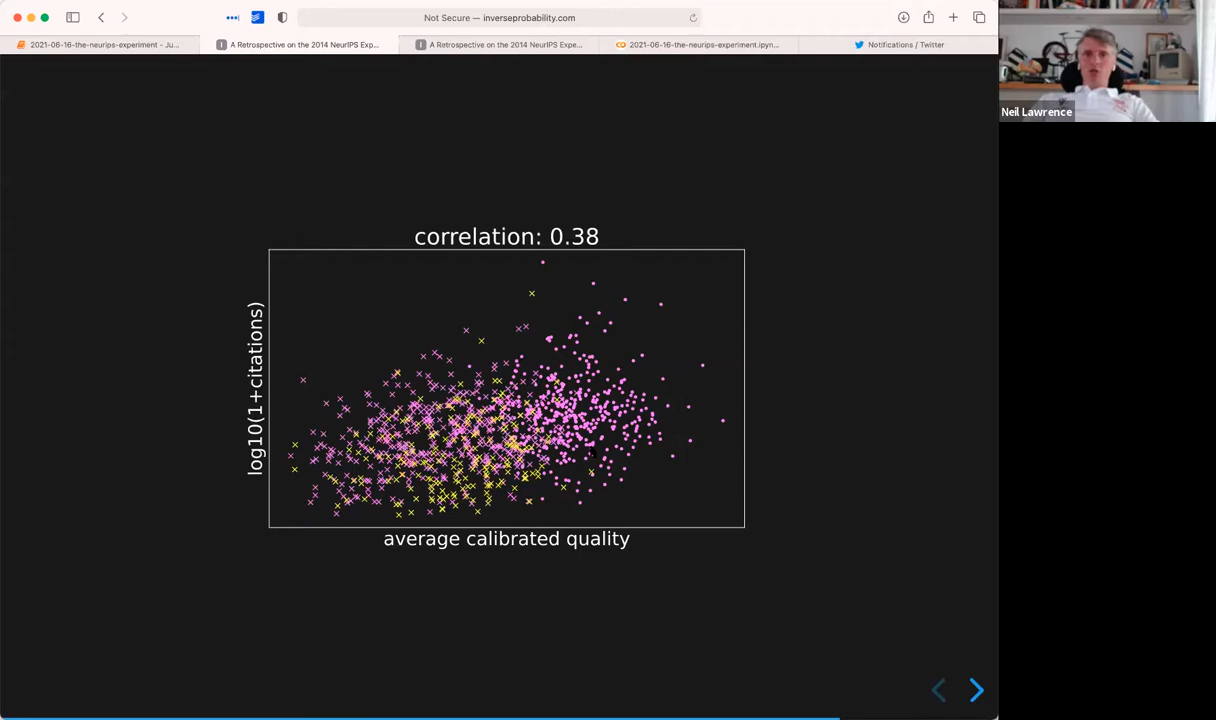 Not Secure — inverseprobability.com
2021-06-16-the-neurips-experiment - Ju...
A Retrospective on the 2014 NeurIPS Exp...
A Retrospective on the 2014 NeurIPS Expe...
2021-06-16-the-neurips-experiment.ipyn...
Notifications / Twitter
Neil Lawrence
correlation: 0.38
log10(1+citations)
average calibrated quality